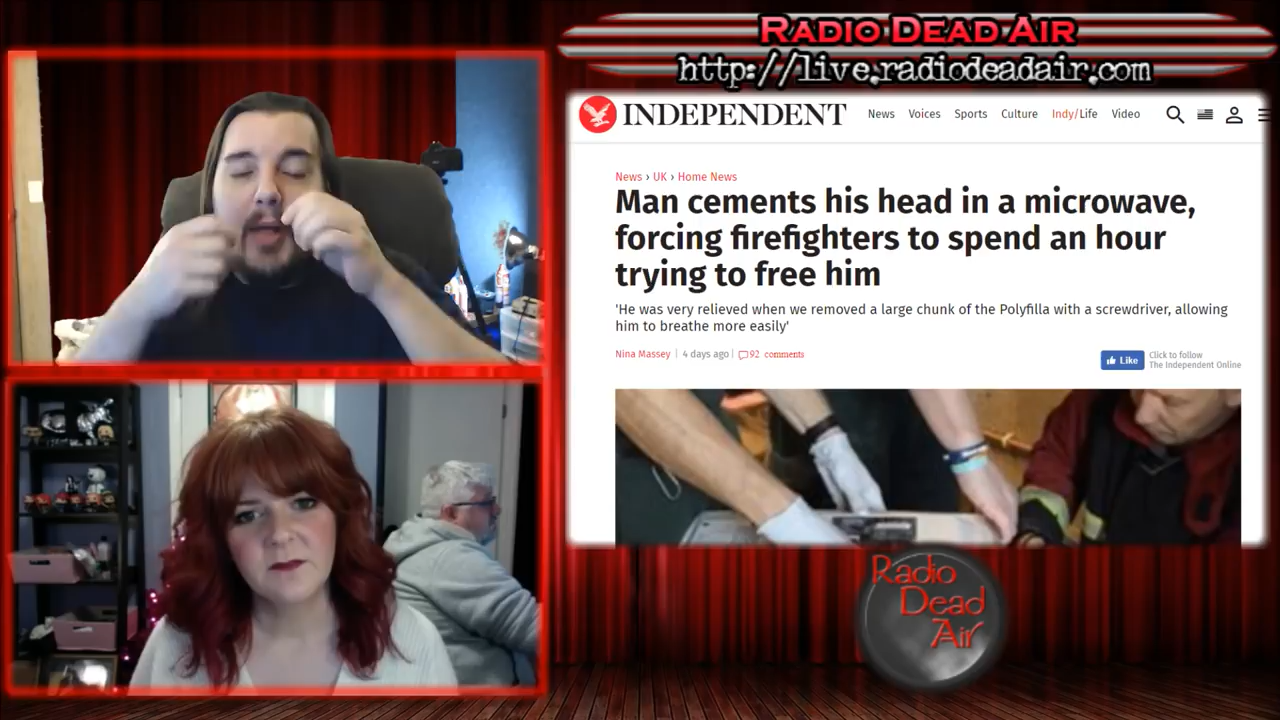 RADIO DEAD AIR
http://live.radiodeadair.com
INDEPENDENT News Voices Sports Culture Indy/Life Video
News › UK › Home News
Man cements his head in a microwave,
forcing firefighters to spend an hour
trying to free him
'He was very relieved when we removed a large chunk of the Polyfilla with a screwdriver, allowing
him to breathe more easily'
Nina Massey | 4 days ago | 92 comments
Like
Click to follow
The Independent Online
Radio
Dead
Air